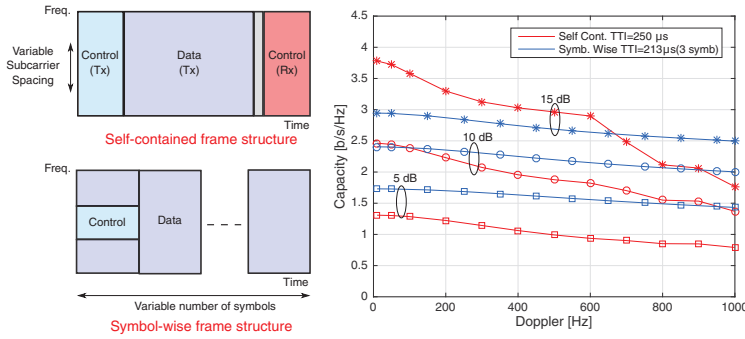 Freq.
Variable
Subcarrier
Spacing
Control
(Tx)
Data
(Tx)
Control
(Rx)
Time
Self-contained frame structure
Freq.
Control
Data
Time
Variable number of symbols
Symbol-wise frame structure
Self Cont. TTI=250 µs
Symb. Wise TTI=213µs(3 symb)
15 dB
10 dB
5 dB
Capacity [b/s/Hz]
5
4.5
4
3.5
3
2.5
2
1.5
1
0.5
0
0
200
400
600
800
1000
Doppler [Hz]